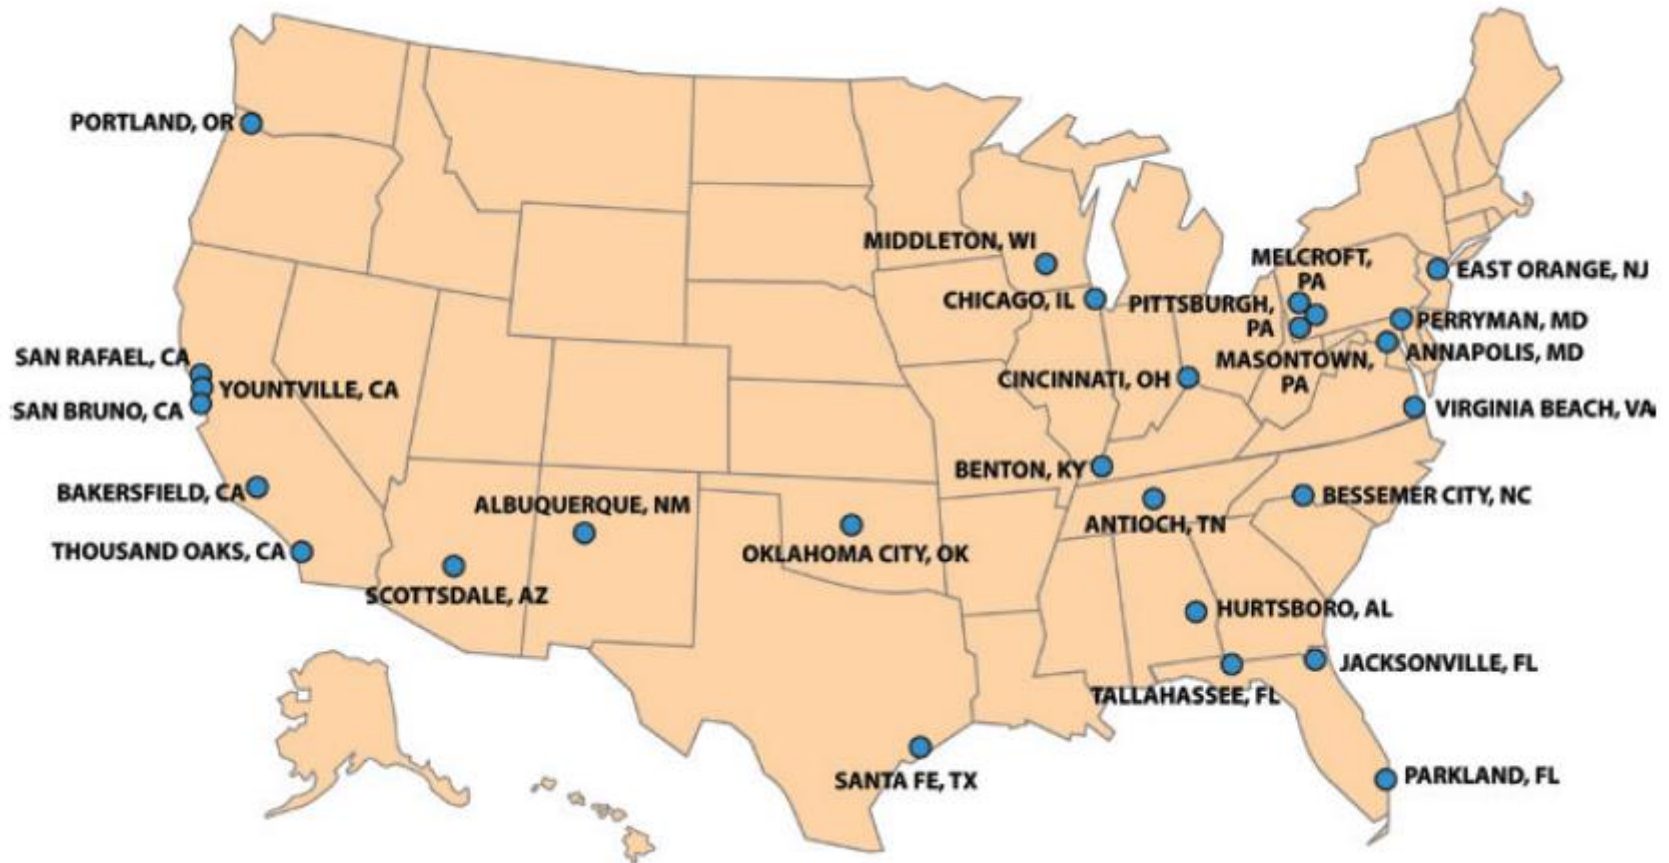 PORTLAND, OR
MIDDLETON, WI
MELCROFT,
PA
EAST ORANGE, NJ
CHICAGO, IL
PITTSBURGH,
PA
PERRYMAN, MD
ANNAPOLIS, MD
MASONTOWN,
PA
SAN RAFAEL, CA
YOUNTVILLE, CA
SAN BRUNO, CA
CINCINNATI, OH
VIRGINIA BEACH, VA
BENTON, KY
BAKERSFIELD, CA
ALBUQUERQUE, NM
BESSEMER CITY, NC
ANTIOCH, TN
THOUSAND OAKS, CA
OKLAHOMA CITY, OK
SCOTTSDALE, AZ
HURTSBORO, AL
JACKSONVILLE, FL
TALLAHASSEE, FL
SANTA FE, TX
PARKLAND, FL